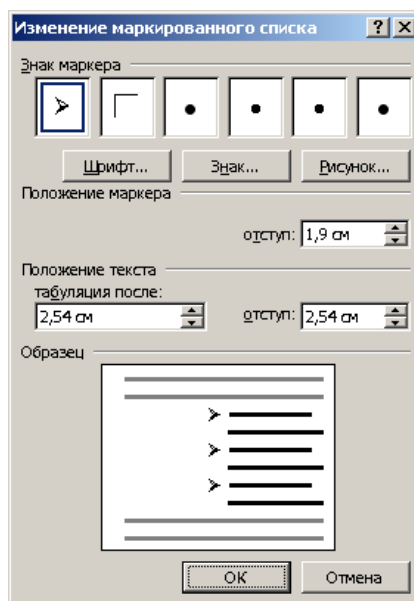 Изменение маркированного списка
Знак маркера
Шрифт... Знак... Рисунок...
Положение маркера
отступ: 1,9 см
Положение текста
табуляция после:
2,54 см отступ: 2,54 см
Образец
ОК Отмена